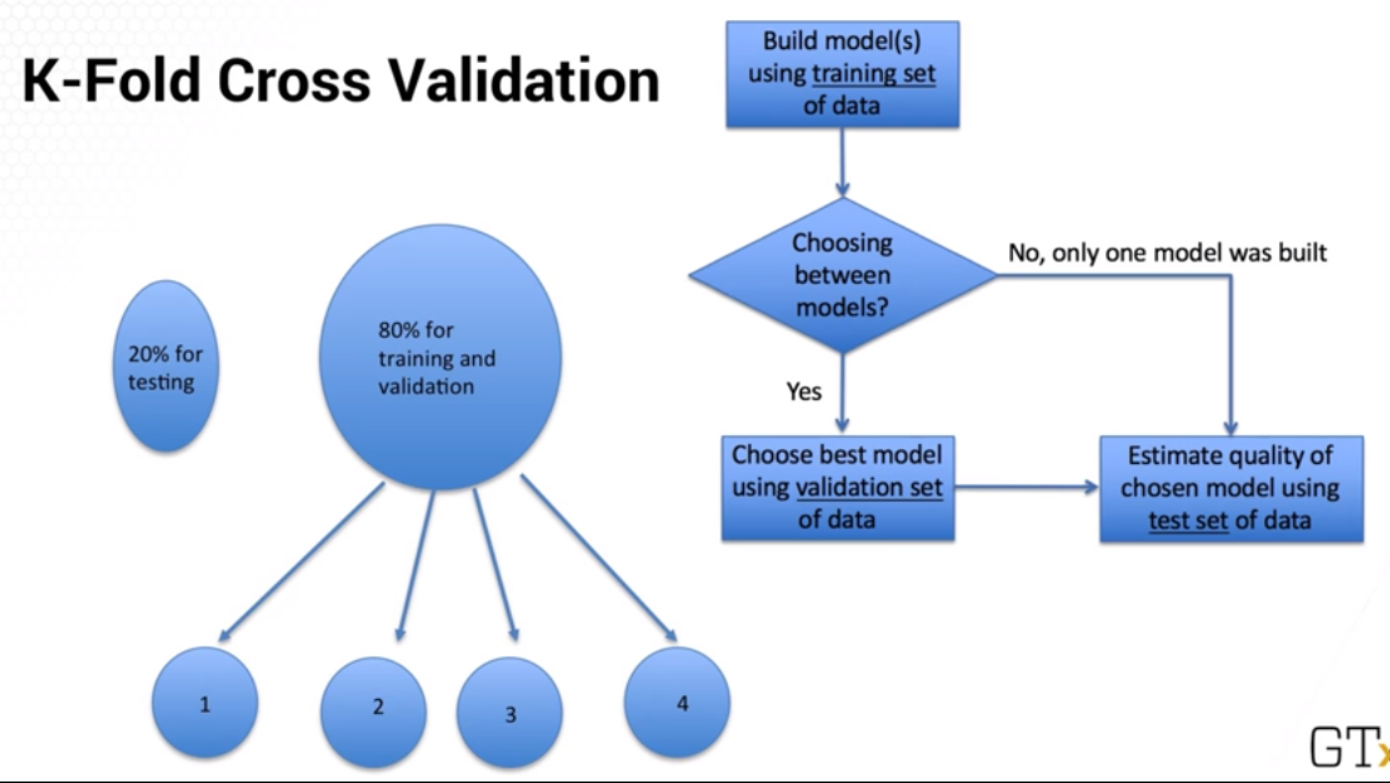 K-Fold Cross Validation
Build model(s)
using training set
of data
Choosing
between
models?
No, only one model was built
Yes
Choose best model
using validation set
of data
Estimate quality of
chosen model using
test set of data
20% for
testing
80% for
training and
validation
1
2
3
4
GTx